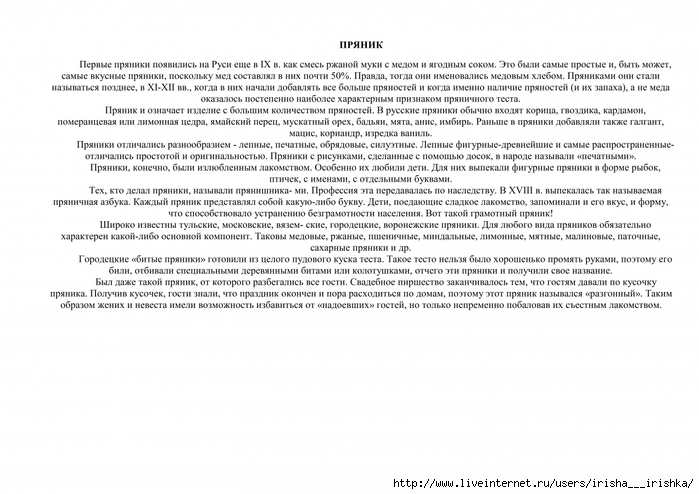 ПРЯНИК
Первые пряники появились на Руси еще в IX в. как смесь ржаной муки с медом и ягодным соком. Это были самые простые и, быть может,
самые вкусные пряники, поскольку мед составлял в них почти 50%. Правда, тогда они именовались медовым хлебом. Пряниками они стали
называться позднее, в XI-XII вв., когда в них начали добавлять все больше пряностей и когда именно наличие пряностей (и их запаха), а не меда
оказалось постепенно наиболее характерным признаком пряничного теста.
Пряник и означает изделие с большим количеством пряностей. В русские пряники обычно входят корица, гвоздика, кардамон,
померанцевая или лимонная цедра, ямайский перец, мускатный орех, бадьян, мята, анис, имбирь. Раньше в пряники добавляли также галгант,
мацис, кориандр, изредка ваниль.
Пряники отличались разнообразием - лепные, печатные, обрядовые, силуэтные. Лепные фигурные-древнейшие и самые распространенные-
отличались простотой и оригинальностью. Пряники с рисунками, сделанные с помощью досок, в народе называли «печатными».
Пряники, конечно, были излюбленным лакомством. Особенно их любили дети. Для них выпекали фигурные пряники в форме рыбок,
птичек, с именами, с отдельными буквами.
Тех, кто делал пряники, называли прянишника- ми. Профессия эта передавалась по наследству. В XVIII в. выпекалась так называемая
пряничная азбука. Каждый пряник представлял собой какую-либо букву. Дети, поедающие сладкое лакомство, запоминали и его вкус, и форму,
что способствовало устранению безграмотности населения. Вот такой грамотный пряник!
Широко известны тульские, московские, вязем- ские, городецкие, воронежские пряники. Для любого вида пряников обязательно
характерен какой-либо основной компонент. Таковы медовые, ржаные, пшеничные, миндальные, лимонные, мятные, малиновые, паточные,
сахарные пряники и др.
Городецкие «битые пряники» готовили из целого пудового куска теста. Такое тесто нельзя было хорошенько промять руками, поэтому его
били, отбивали специальными деревянными битами или колотушками, отчего эти пряники и получили свое название.
Был даже такой пряник, от которого разбегались все гости. Свадебное пиршество заканчивалось тем, что гостям давали по кусочку
пряника. Получив кусочек, гости знали, что праздник окончен и пора расходиться по домам, поэтому этот пряник назывался «разгонный». Таким
образом жених и невеста имели возможность избавиться от «надоевших» гостей, но только непременно побаловав их съестным лакомством.
http://www.liveinternet.ru/users/irisha___irishka/